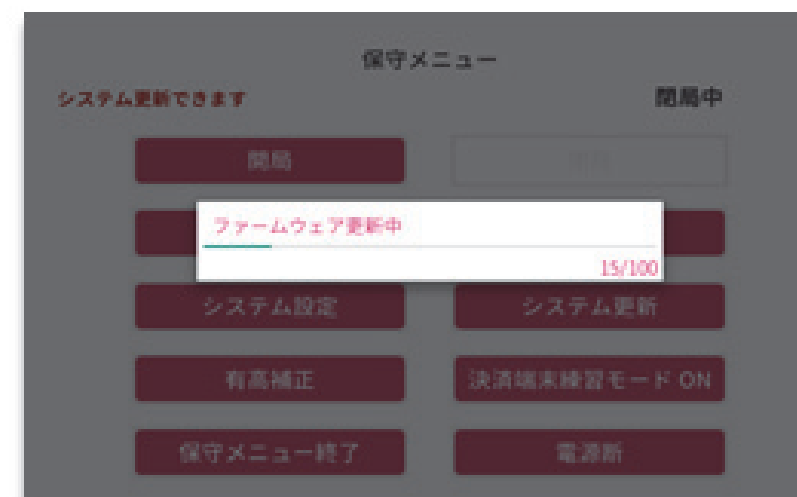 保守メニュー
システム更新できます
閉局中
開局
ファームウェア更新中
15/100
システム設定
システム更新
有高補正
決済端末練習モード ON
保守メニュー終了
電源断